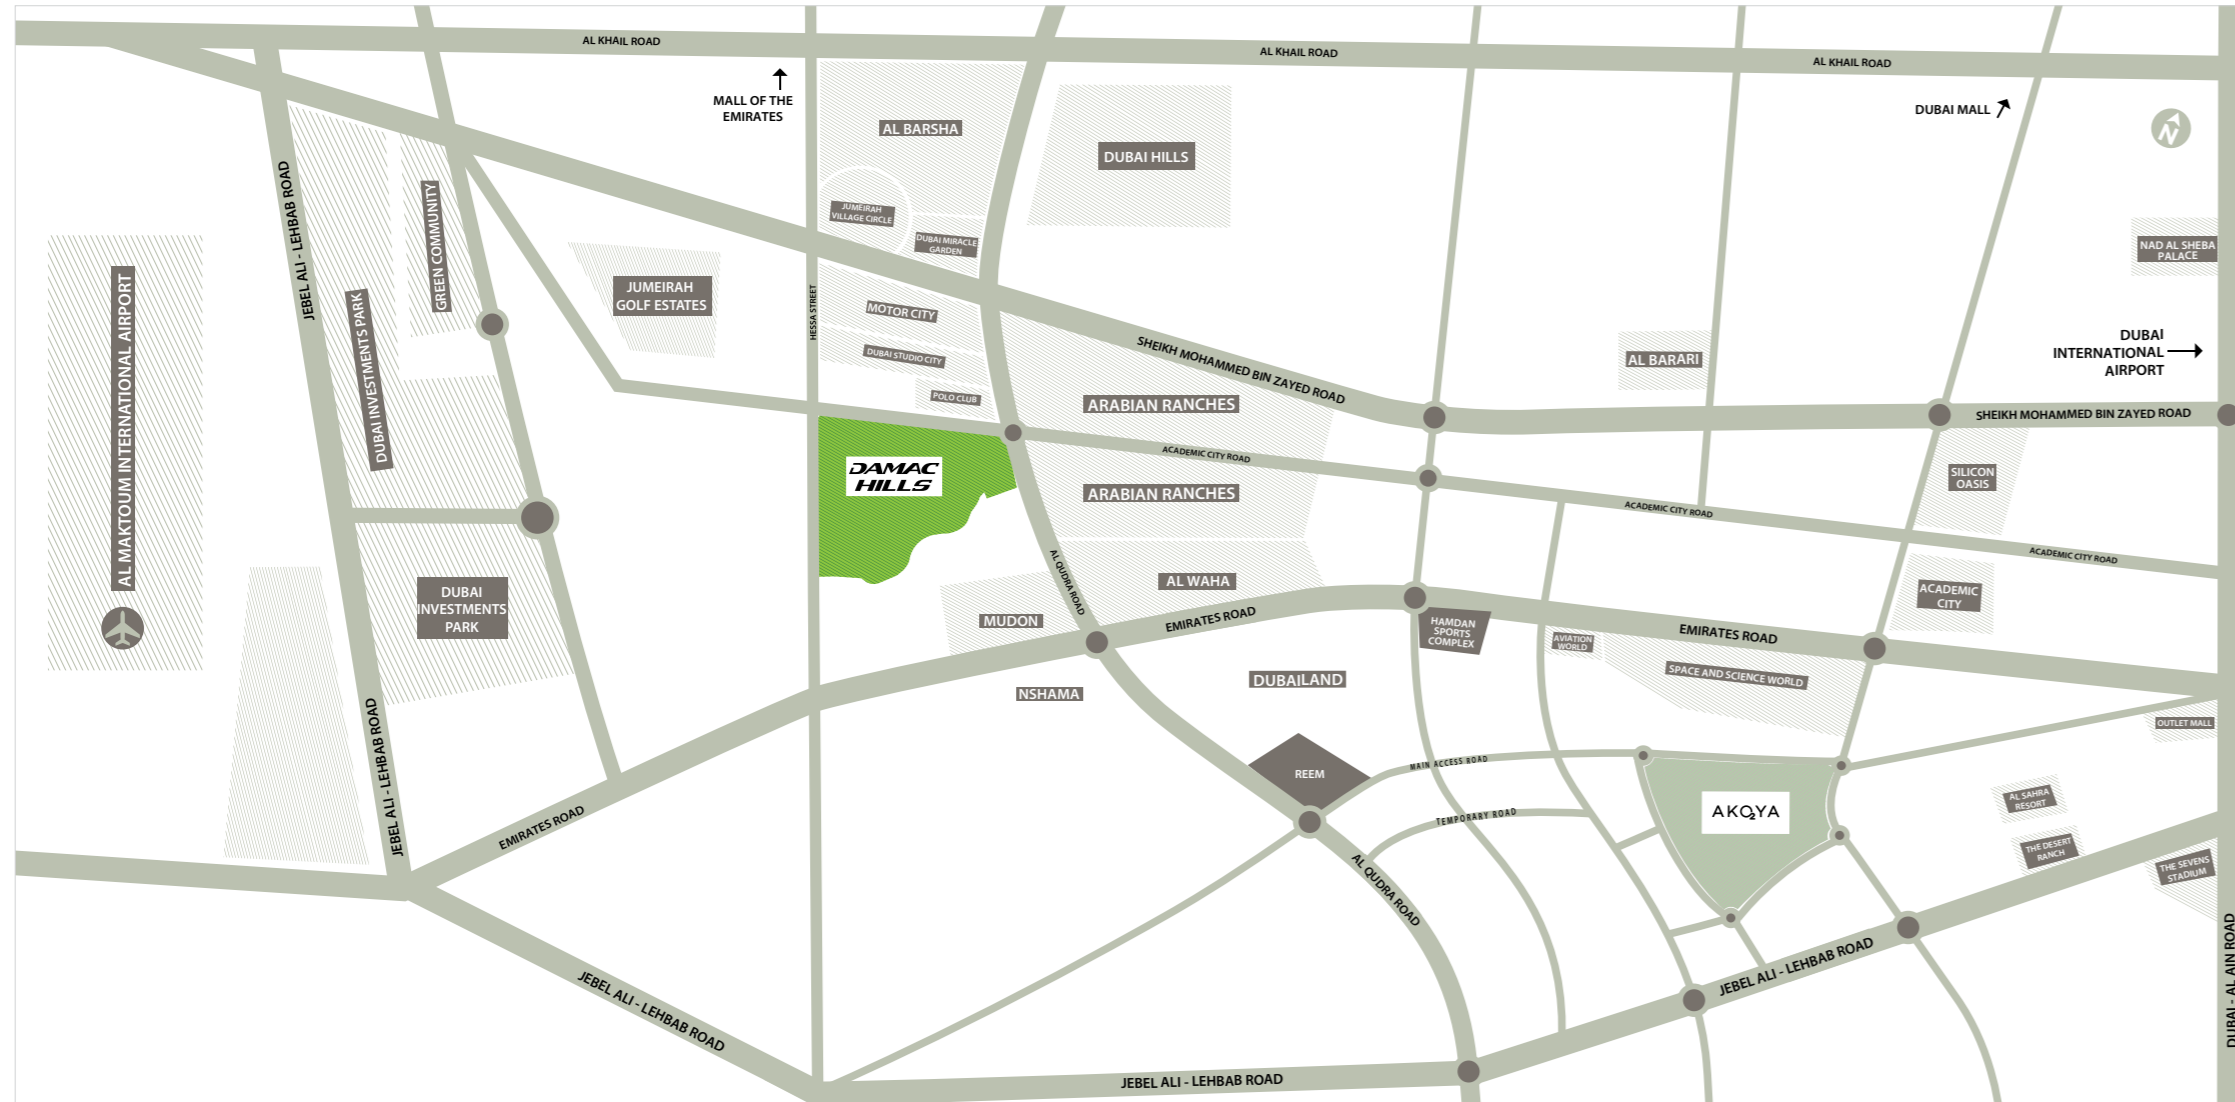 AL KHAIL ROAD
AL KHAIL ROAD
AL KHAIL ROAD
MALL OF THE
EMIRATES
DUBAI MALL
N
AL BARSHA
DUBAI HILLS
JUMEIRAH
VILLAGE CIRCLE
DUBAI MIRACLE
GARDEN
NAD AL SHEBA
PALACE
JEBEL ALI - LEHBAB ROAD
GREEN COMMUNITY
DUBAI INVESTMENTS PARK
AL MAKTOUM INTERNATIONAL AIRPORT
JUMEIRAH
GOLF ESTATES
HESSA STREET
MOTOR CITY
DUBAI STUDIO CITY
POLO CLUB
SHEIKH MOHAMMED BIN ZAYED ROAD
AL BARARI
DUBAI
INTERNATIONAL
AIRPORT
ARABIAN RANCHES
SHEIKH MOHAMMED BIN ZAYED ROAD
ACADEMIC CITY ROAD
DAMAC
HILLS
ARABIAN RANCHES
SILICON
OASIS
ACADEMIC CITY ROAD
ACADEMIC CITY ROAD
AL QUDRA ROAD
AL WAHA
DUBAI
INVESTMENTS
PARK
MUDON
EMIRATES ROAD
HAMDAN
SPORTS
COMPLEX
AVIATION
WORLD
EMIRATES ROAD
ACADEMIC
CITY
SPACE AND SCIENCE WORLD
NSHAMA
DUBAILAND
OUTLET MALL
JEBEL ALI - LEHBAB ROAD
EMIRATES ROAD
REEM
MAIN ACCESS ROAD
TEMPORARY ROAD
AKO2YA
AL SAHRA
RESORT
THE DESERT
RANCH
THE SEVENS
STADIUM
AL QUDRA ROAD
JEBEL ALI - LEHBAB ROAD
JEBEL ALI - LEHBAB ROAD
JEBEL ALI - LEHBAB ROAD
DUBAI - AL AIN ROAD